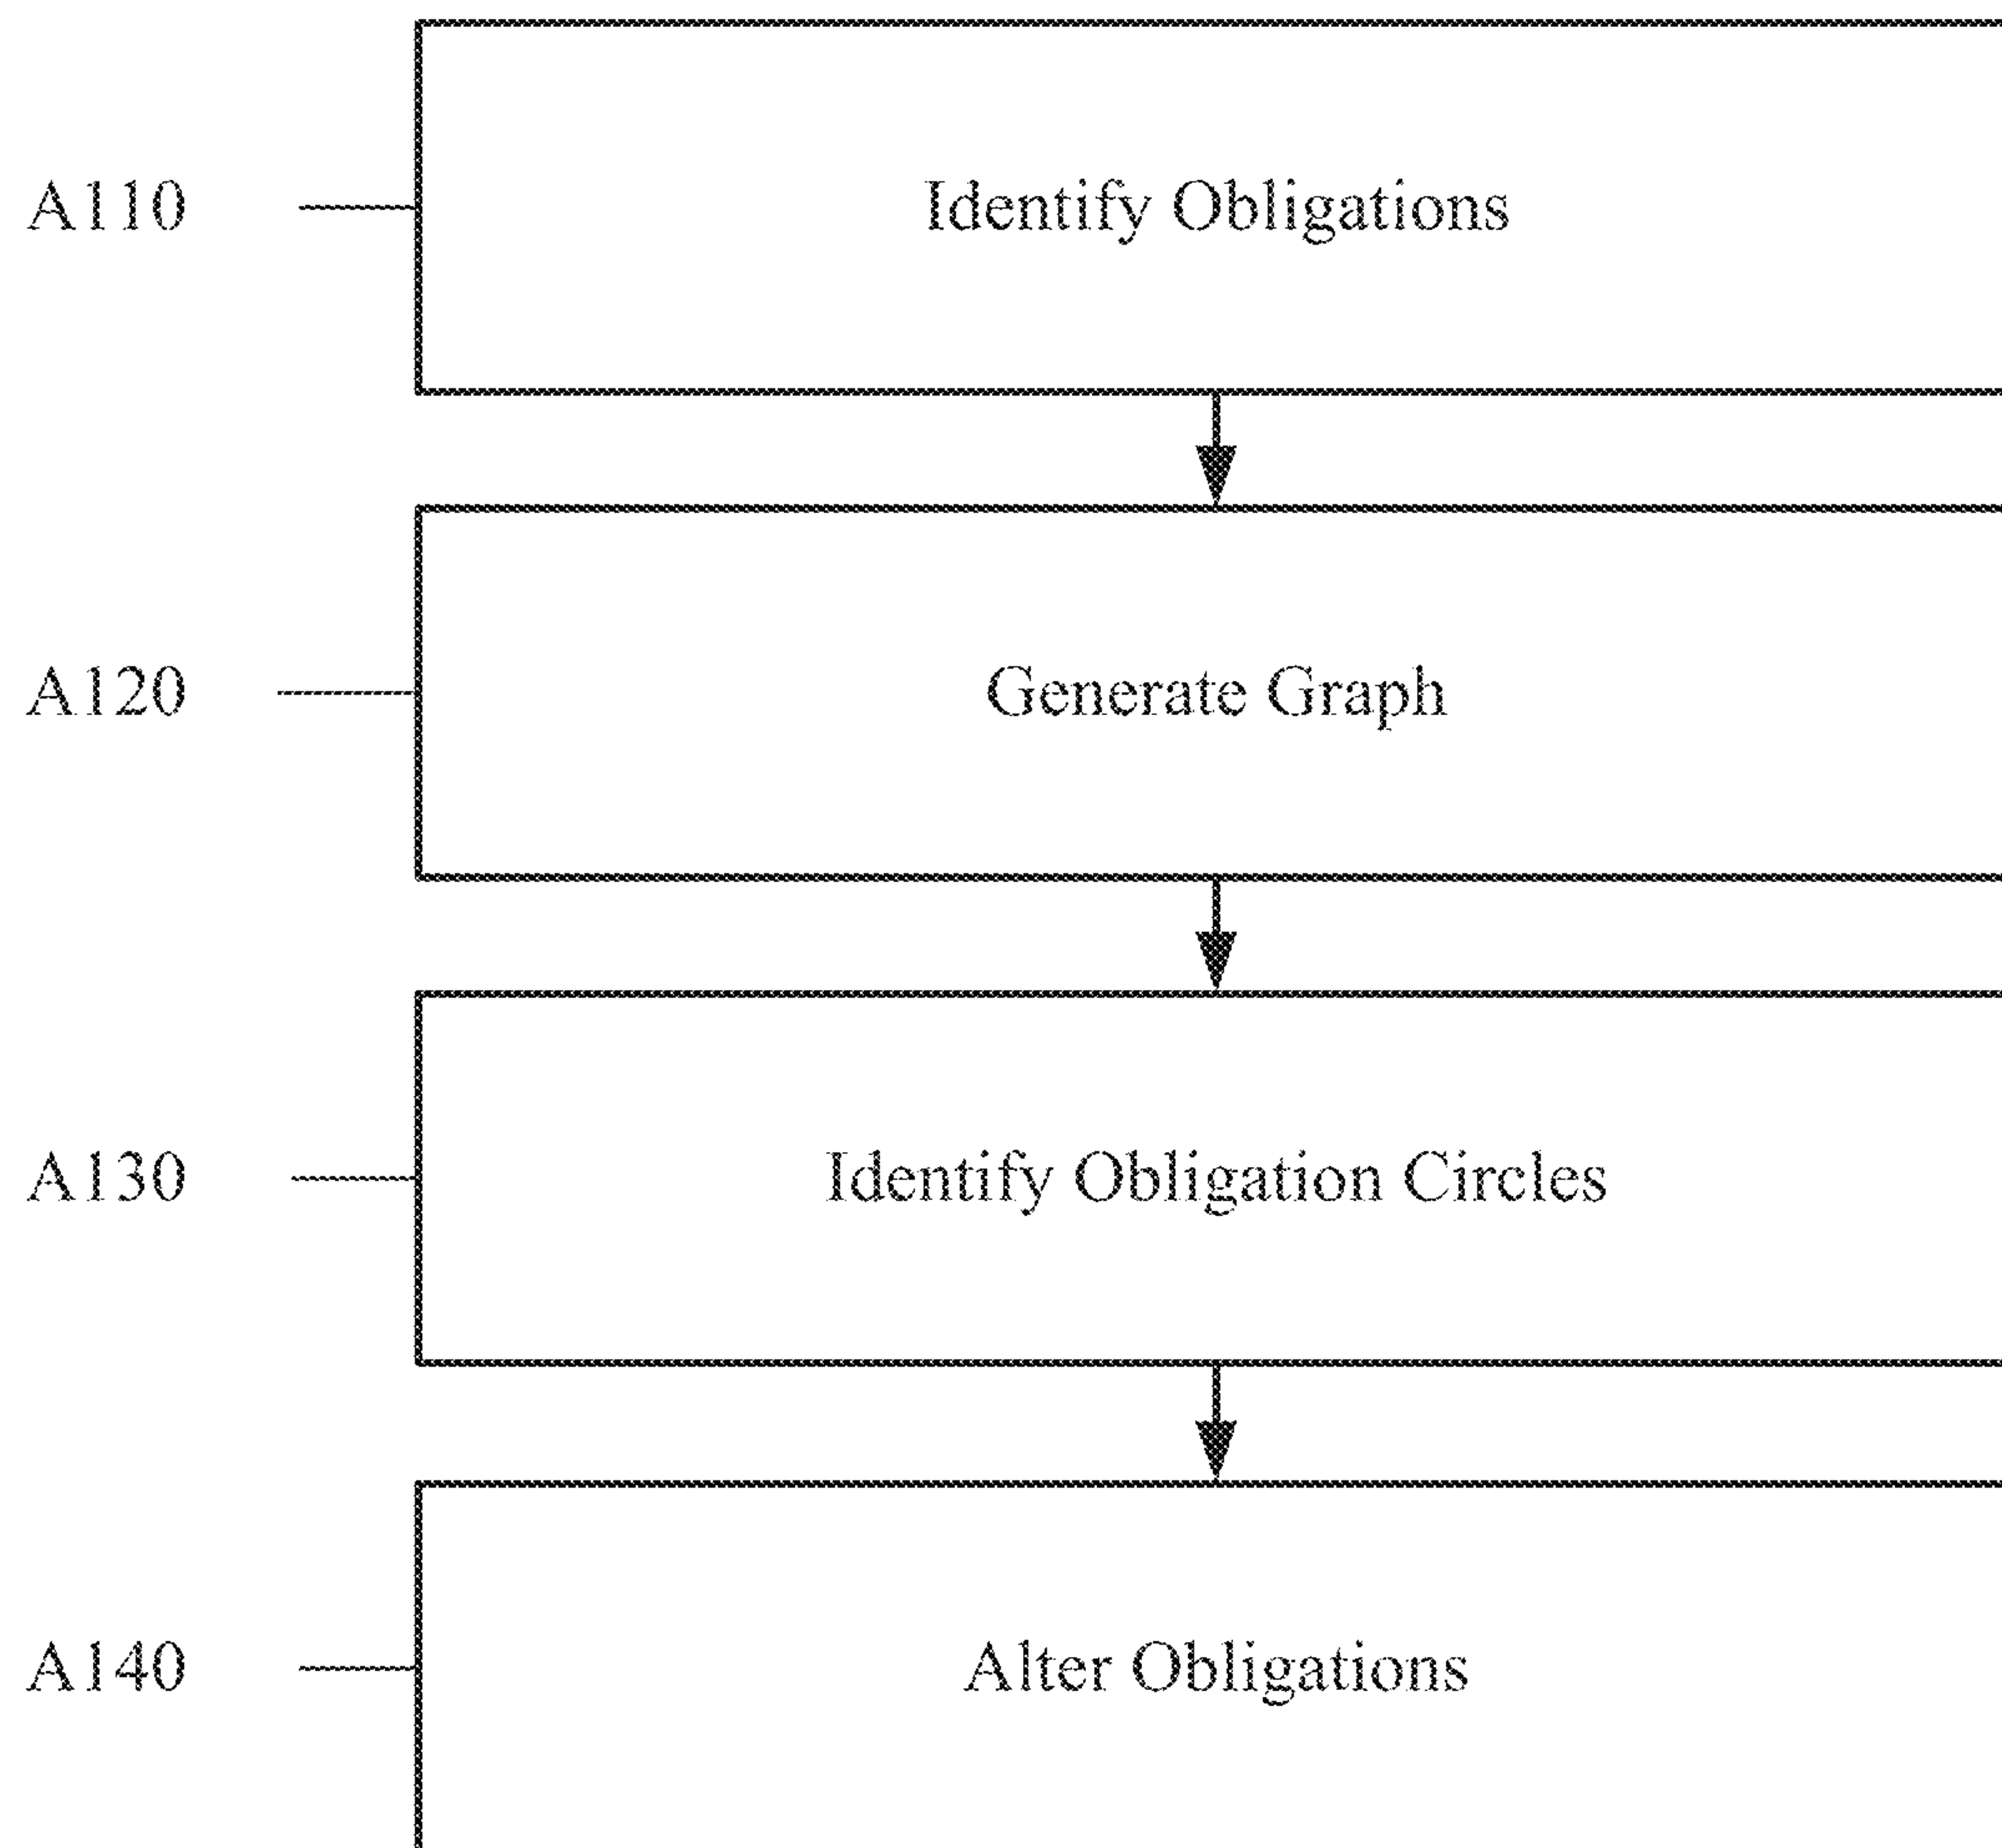 A110 Identify Obligations
A120 Generate Graph
A130 Identify Obligation Circles
A140 Alter Obligations